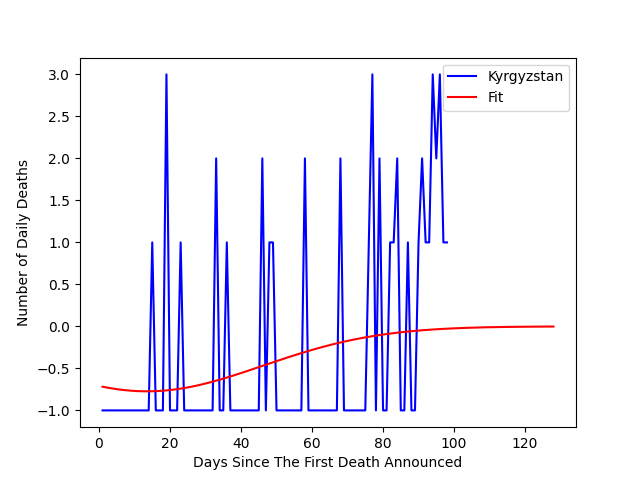 Kyrgyzstan
Fit
3.0
2.5
2.0
1.5
1.0
0.5
0.0
−0.5
−1.0
Number of Daily Deaths
0 20 40 60 80 100 120
Days Since The First Death Announced